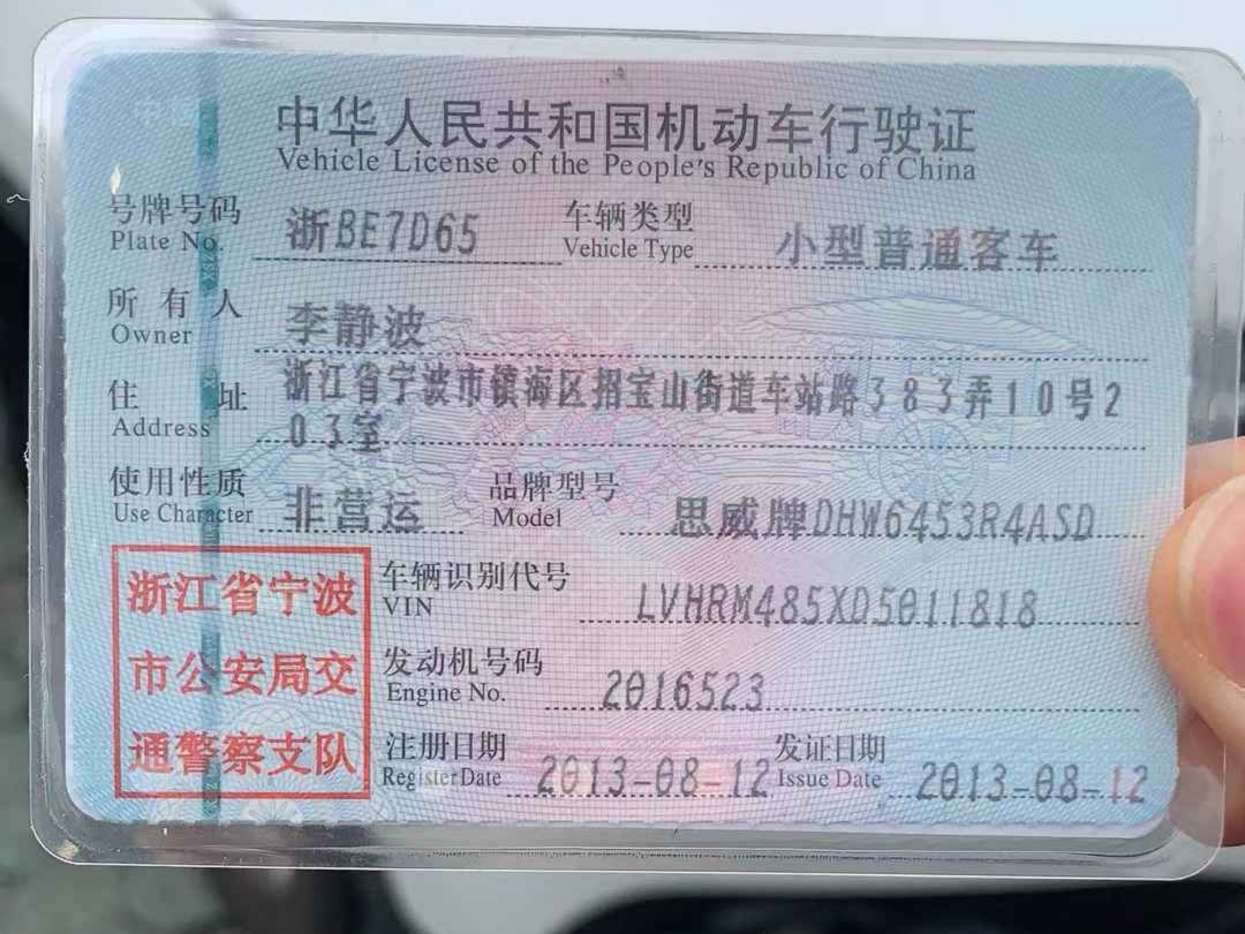 中华人民共和国机动车行驶证
Vehicle License of the People's Republic of China
号牌号码 浙BE7D65 车辆类型 小型普通客车
Plate No. Vehicle Type
所有人 李静波
Owner
住址 浙江省宁波市镇海区招宝山街道车站路383弄10号2
Address 03室
使用性质 非营运 品牌型号 思威牌DHW6453R4ASD
Use Character Model
浙江省宁波
市公安局交
通警察支队
车辆识别代号 LVHRM485XD5011818
VIN
发动机号码 2016523
Engine No.
注册日期 2013-08-12 发证日期 2013-08-12
Register Date Issue Date